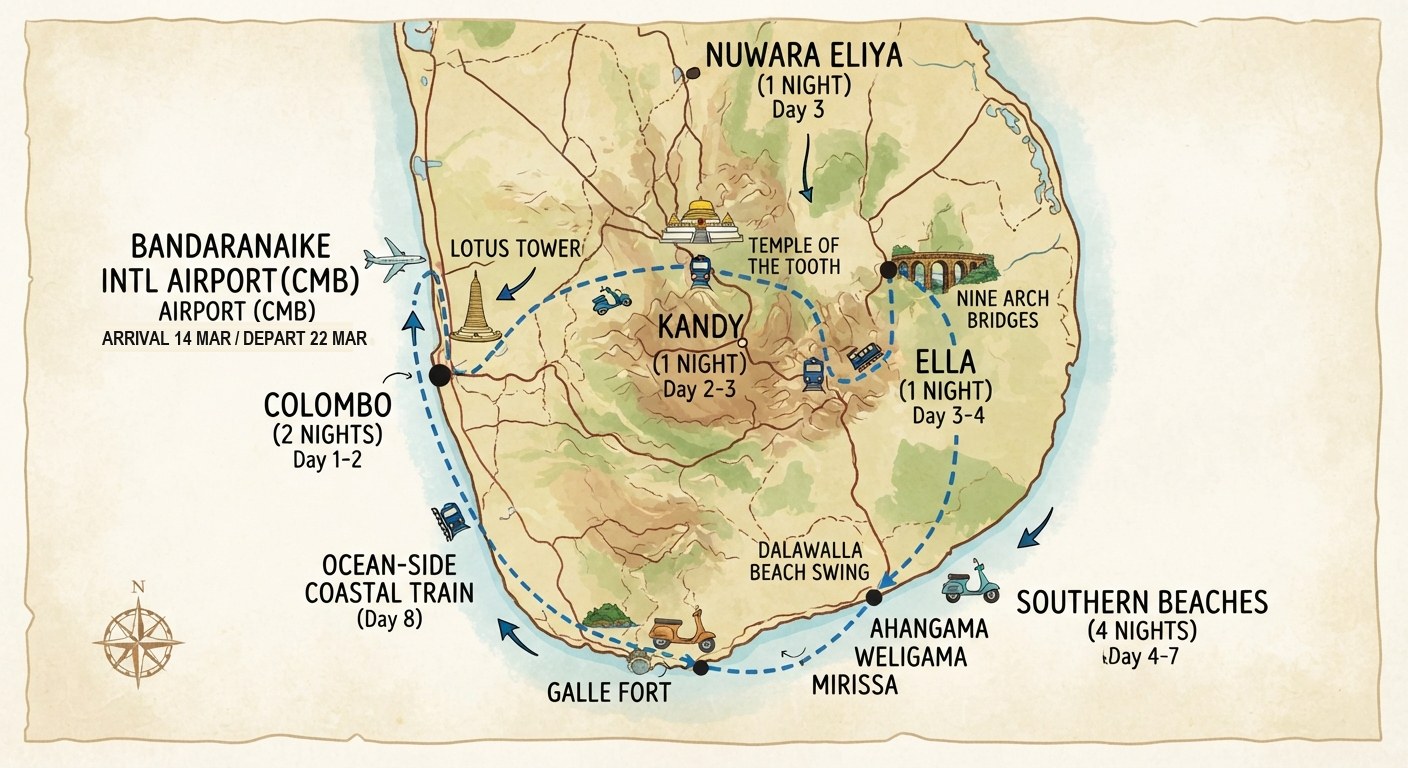 NUWARA ELIYA
(1 NIGHT)
Day 3
BANDARANAIKE
INTL AIRPORT(CMB)
AIRPORT (CMB)
ARRIVAL 14 MAR / DEPART 22 MAR
LOTUS TOWER
TEMPLE OF
THE TOOTH
NINE ARCH
BRIDGES
KANDY
(1 NIGHT)
Day 2-3
ELLA
(1 NIGHT)
Day 3-4
COLOMBO
(2 NIGHTS)
Day 1-2
OCEAN-SIDE
COASTAL TRAIN
(Day 8)
DALAWALLA
BEACH SWING
SOUTHERN BEACHES
(4 NIGHTS)
Day 4-7
AHANGAMA
WELIGAMA
MIRISSA
GALLE FORT
N